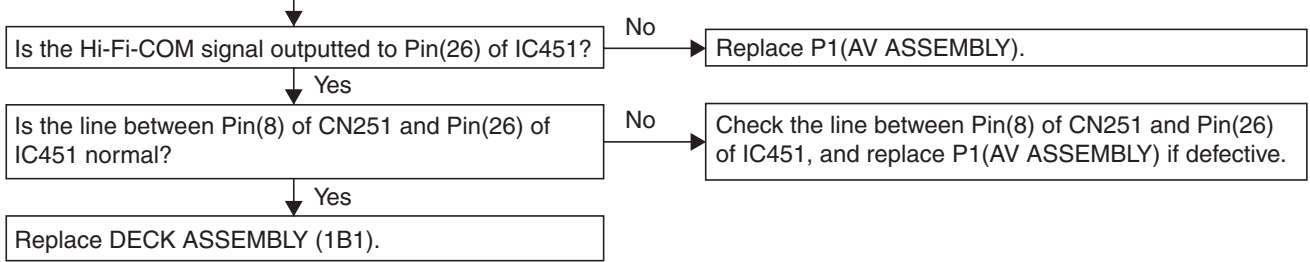 Is the Hi-Fi-COM signal outputted to Pin(26) of IC451?
No
Replace P1(AV ASSEMBLY).
Yes
Is the line between Pin(8) of CN251 and Pin(26) of
IC451 normal?
No
Check the line between Pin(8) of CN251 and Pin(26)
of IC451, and replace P1(AV ASSEMBLY) if defective.
Yes
Replace DECK ASSEMBLY (1B1).